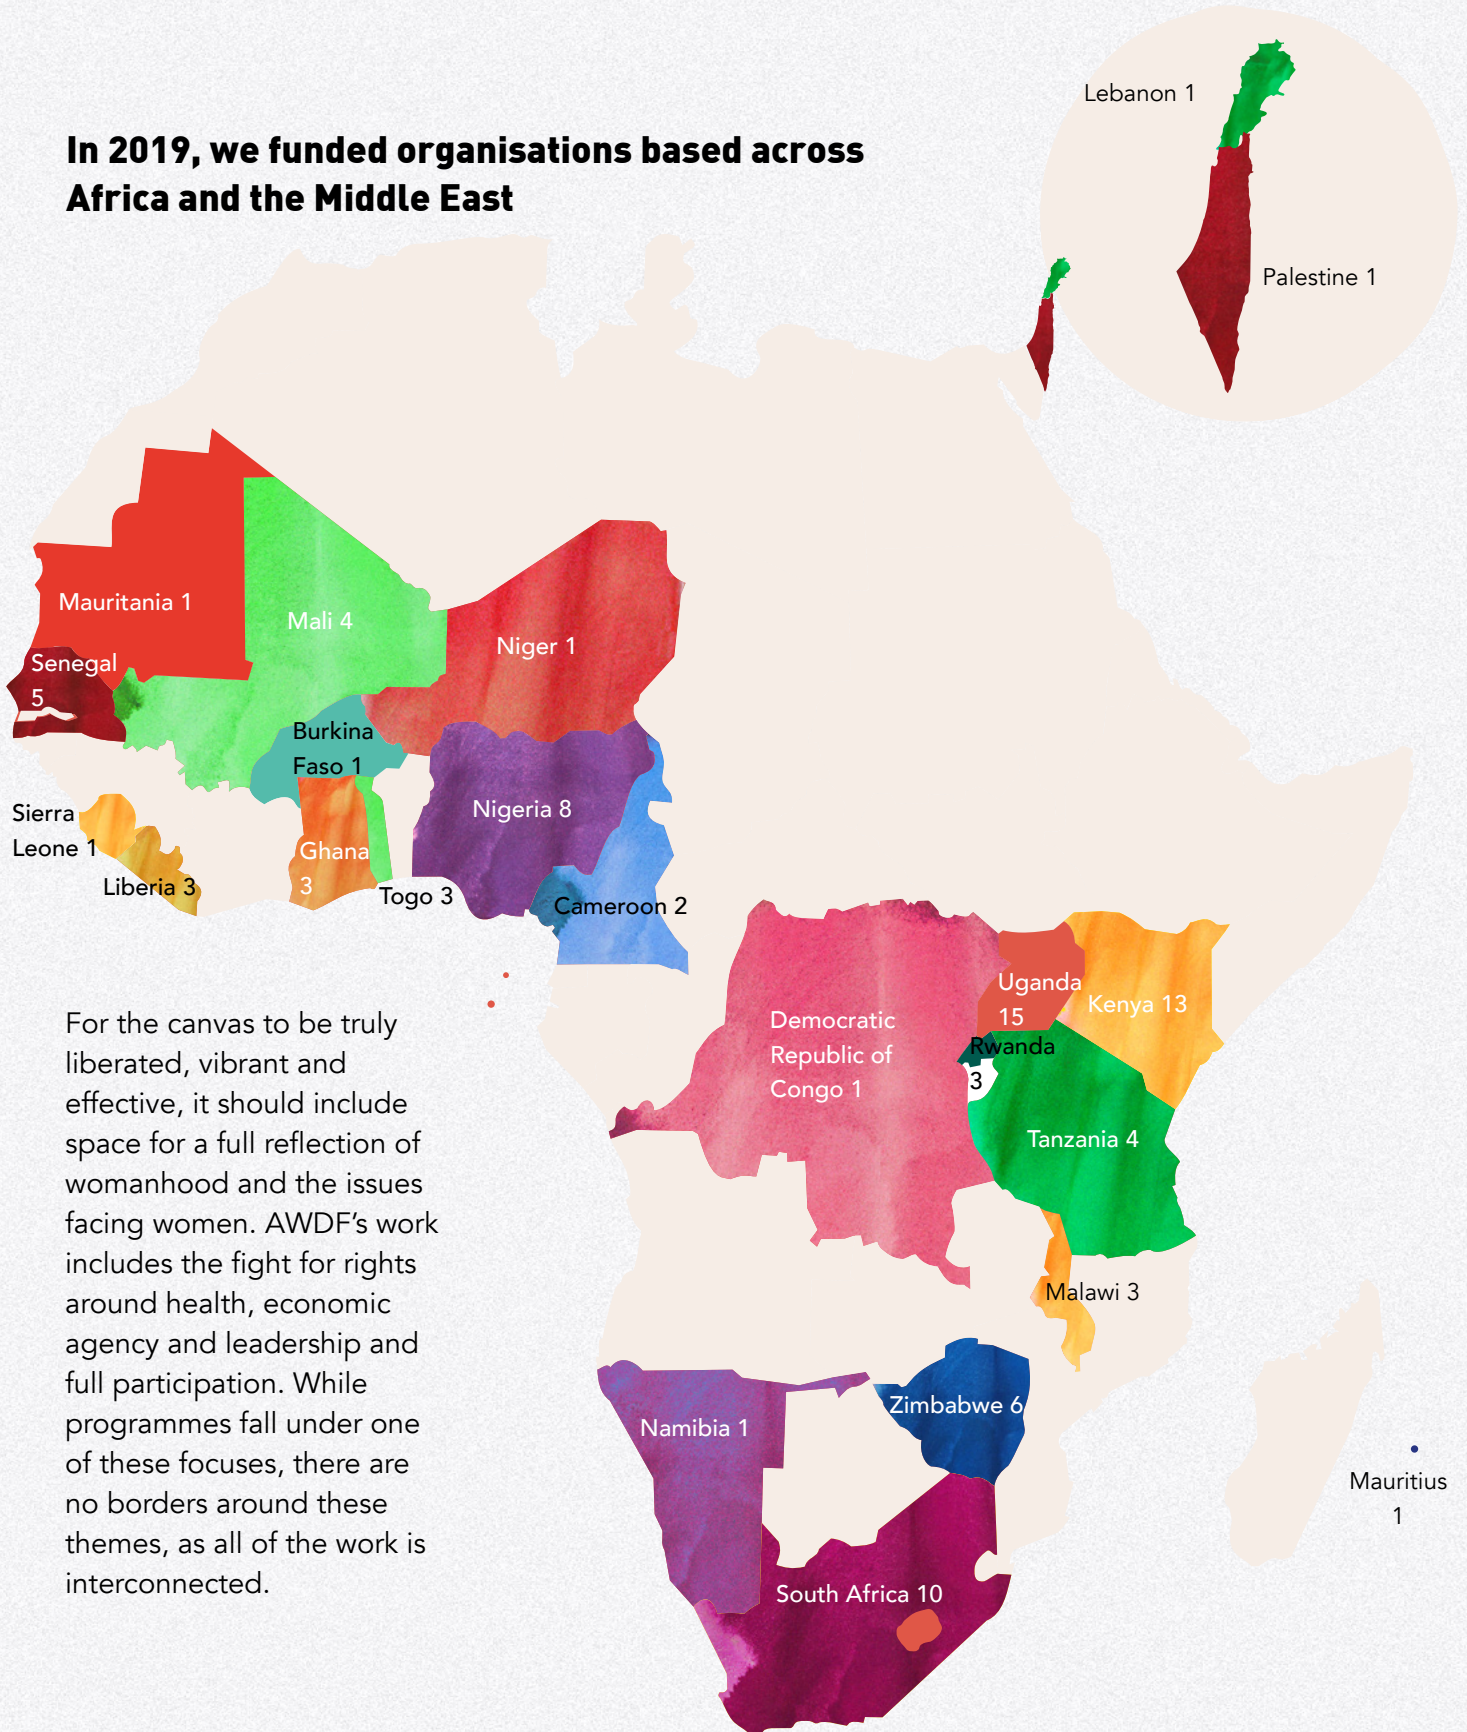 In 2019, we funded organisations based across
Africa and the Middle East
Lebanon 1
Palestine 1
Mauritania 1
Mali 4
Niger 1
Senegal
5
Burkina
Faso 1
Nigeria 8
Sierra
Leone 1
Ghana
3
Liberia 3
Togo 3
Cameroon 2
Democratic
Republic of
Congo 1
Uganda
15
Kenya 13
Rwanda
3
Tanzania 4
Malawi 3
Zimbabwe 6
Namibia 1
Mauritius
1
South Africa 10
For the canvas to be truly
liberated, vibrant and
effective, it should include
space for a full reflection of
womanhood and the issues
facing women. AWDF’s work
includes the fight for rights
around health, economic
agency and leadership and
full participation. While
programmes fall under one
of these focuses, there are
no borders around these
themes, as all of the work is
interconnected.